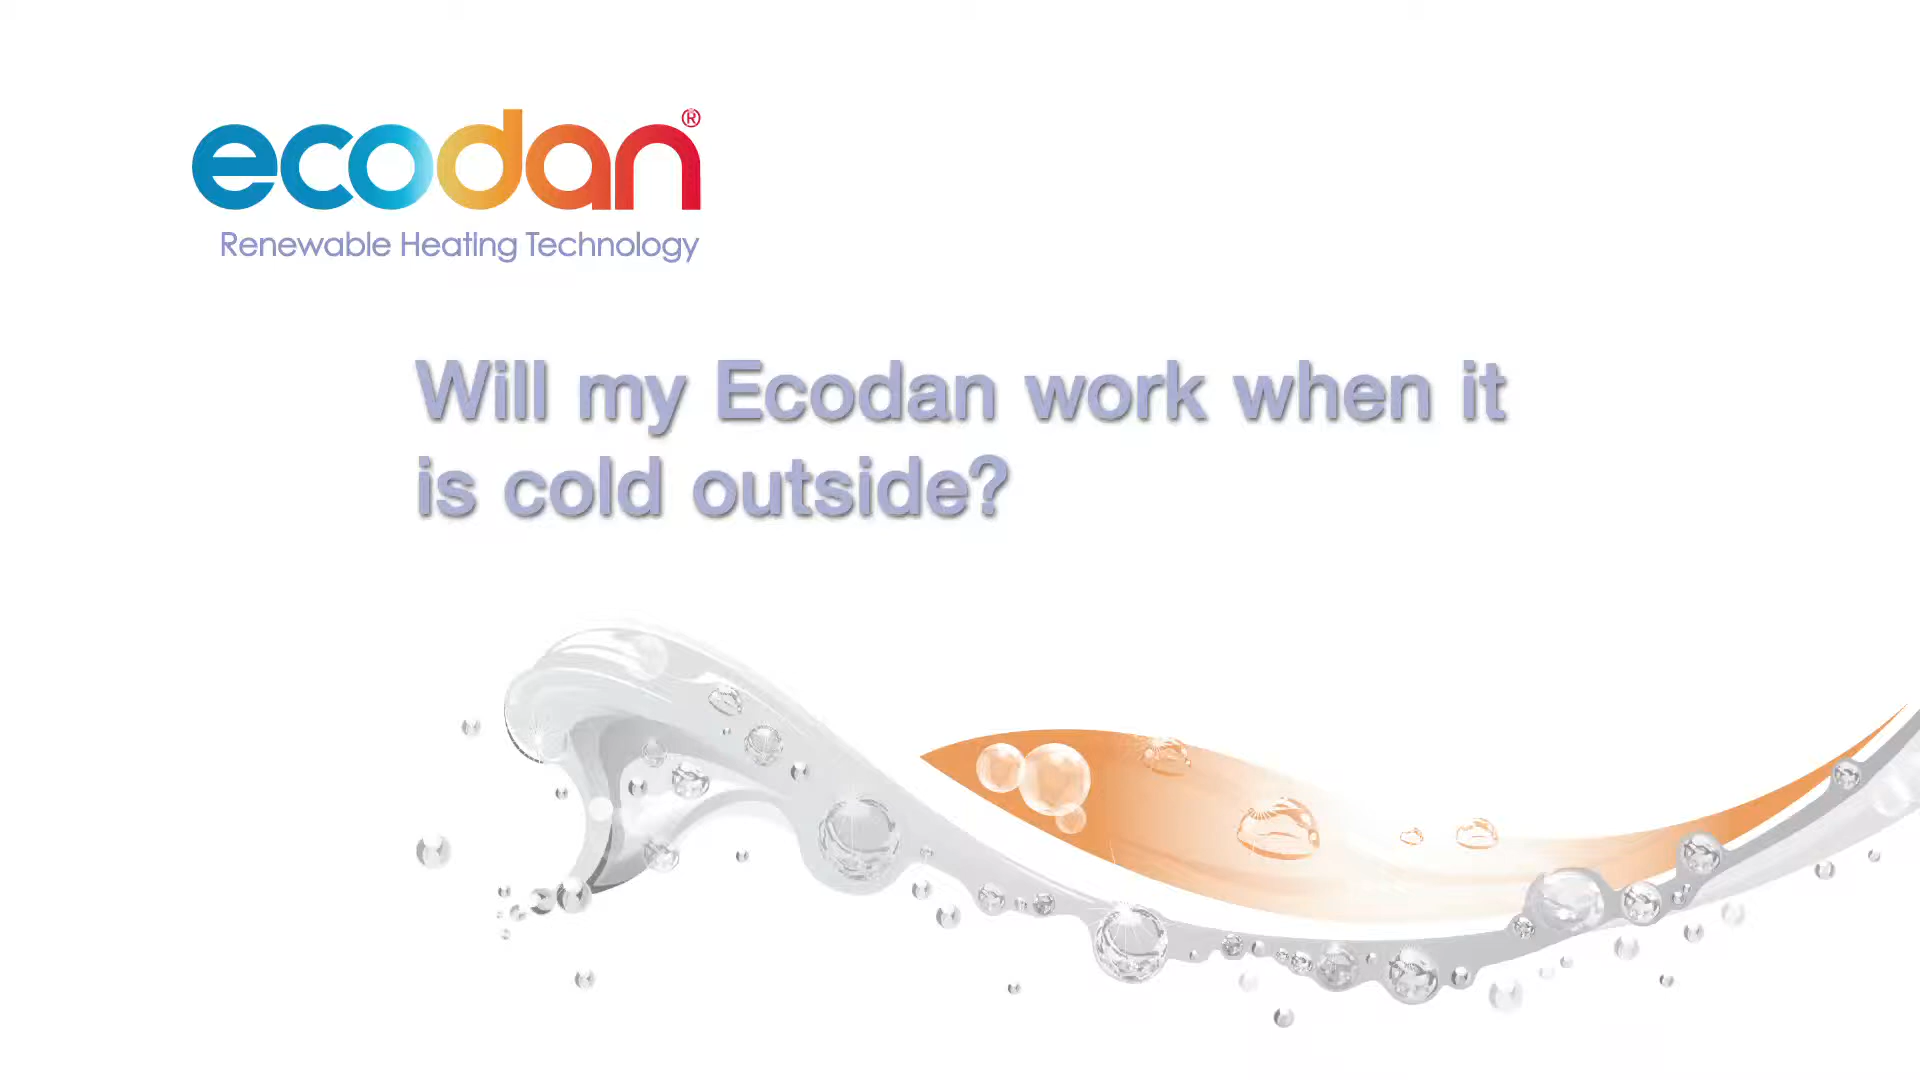 ecodan®
Renewable Heating Technology
Will my Ecodan work when it
is cold outside?